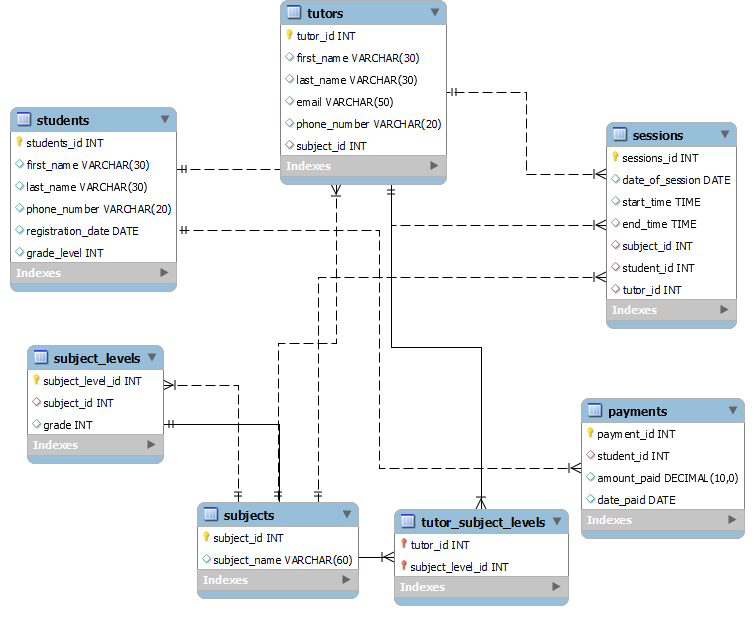 tutors
tutor_id INT
first_name VARCHAR(30)
last_name VARCHAR(30)
email VARCHAR(50)
phone_number VARCHAR(20)
subject_id INT
Indexes
students
students_id INT
first_name VARCHAR(30)
last_name VARCHAR(30)
phone_number VARCHAR(20)
registration_date DATE
grade_level INT
Indexes
sessions
sessions_id INT
date_of_session DATE
start_time TIME
end_time TIME
subject_id INT
student_id INT
tutor_id INT
Indexes
subject_levels
subject_level_id INT
subject_id INT
grade INT
Indexes
payments
payment_id INT
student_id INT
amount_paid DECIMAL(10,0)
date_paid DATE
Indexes
subjects
subject_id INT
subject_name VARCHAR(60)
Indexes
tutor_subject_levels
tutor_id INT
subject_level_id INT
Indexes